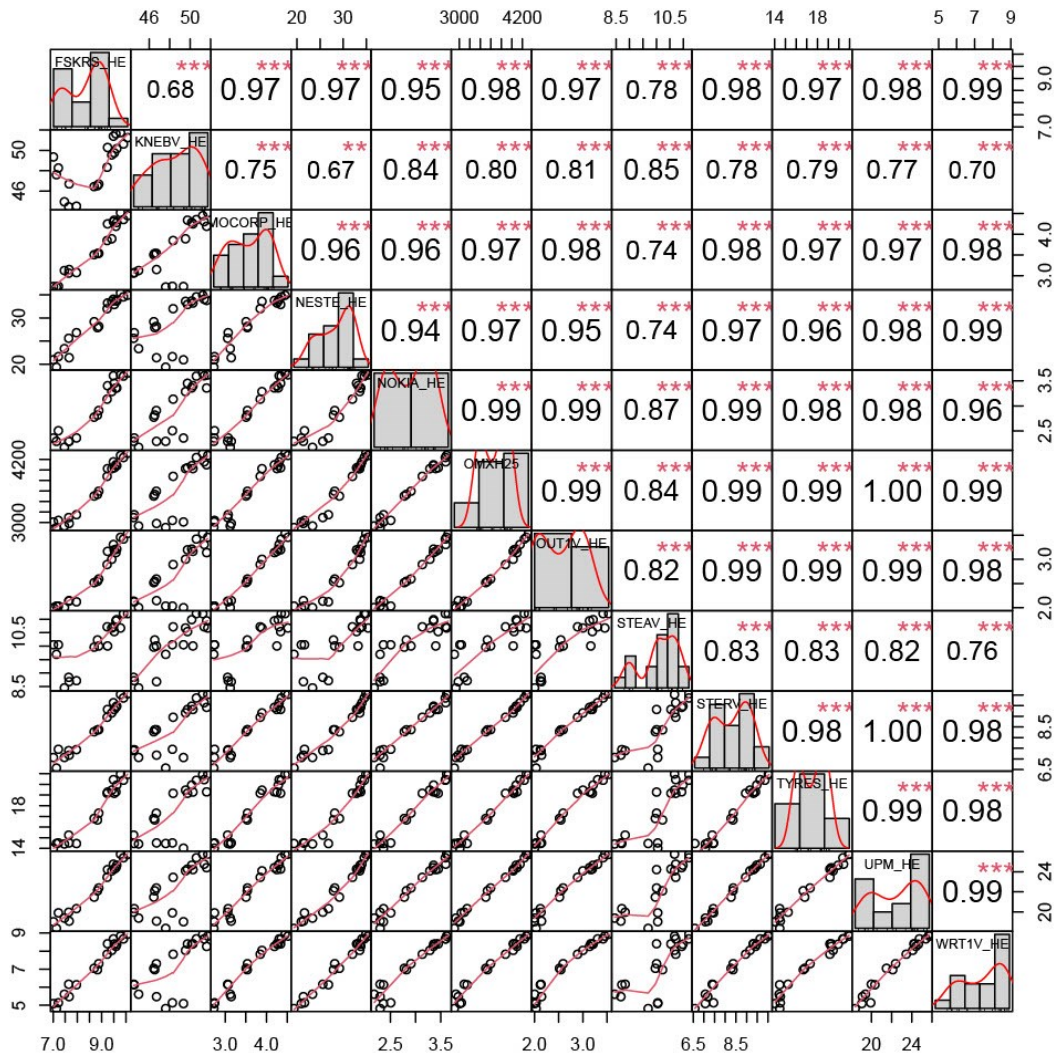 46 50 20 30 3000 4200 8.5 10.5 14 18 5 7 9
FSKRS_HE *** *** *** *** *** *** *** *** *** *** ***
0.68 0.97 0.97 0.95 0.98 0.97 0.78 0.98 0.97 0.98 0.99
7.0 9.0
KNEBV_HE *** ** *** *** *** *** *** *** *** ***
0.75 0.67 0.84 0.80 0.81 0.85 0.78 0.79 0.77 0.70
46 50
MOCORP_HE *** *** *** *** *** *** *** *** ***
0.96 0.96 0.97 0.98 0.74 0.98 0.97 0.97 0.98
3.0 4.0
NESTE_HE *** *** *** *** *** *** *** ***
0.94 0.97 0.95 0.74 0.97 0.96 0.98 0.99
20 30
NOKIA_HE *** *** *** *** *** *** ***
0.99 0.99 0.87 0.99 0.98 0.98 0.96
2.5 3.5
OMXH25 *** *** *** *** *** ***
0.99 0.84 0.99 0.99 1.00 0.99
3000 4200
OUT1V_HE *** *** *** *** ***
0.82 0.99 0.99 0.99 0.98
2.0 3.0
STEAV_HE *** *** *** ***
0.83 0.83 0.82 0.76
8.5 10.5
STERV_HE *** *** ***
0.98 1.00 0.98
6.5 8.5
TYRES_HE *** ***
0.99 0.98
14 18
UPM_HE ***
0.99
20 24
WRT1V_HE
5 7 9
7.0 9.0 3.0 4.0 2.5 3.5 2.0 3.0 6.5 8.5 20 24